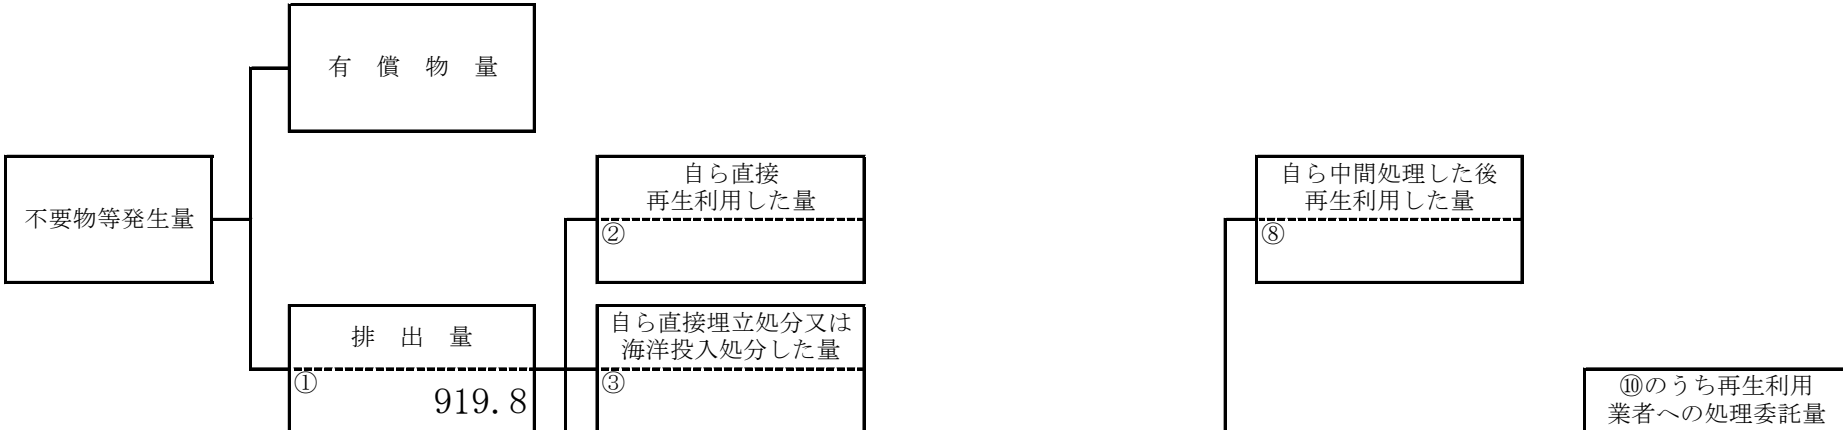 有 償 物 量
不要物等発生量
自ら直接
再生利用した量
②
自ら中間処理した後
再生利用した量
⑧
排 出 量
①
919.8
自ら直接埋立処分又は
海洋投入処分した量
③
⑩のうち再生利用
業者への処理委託量